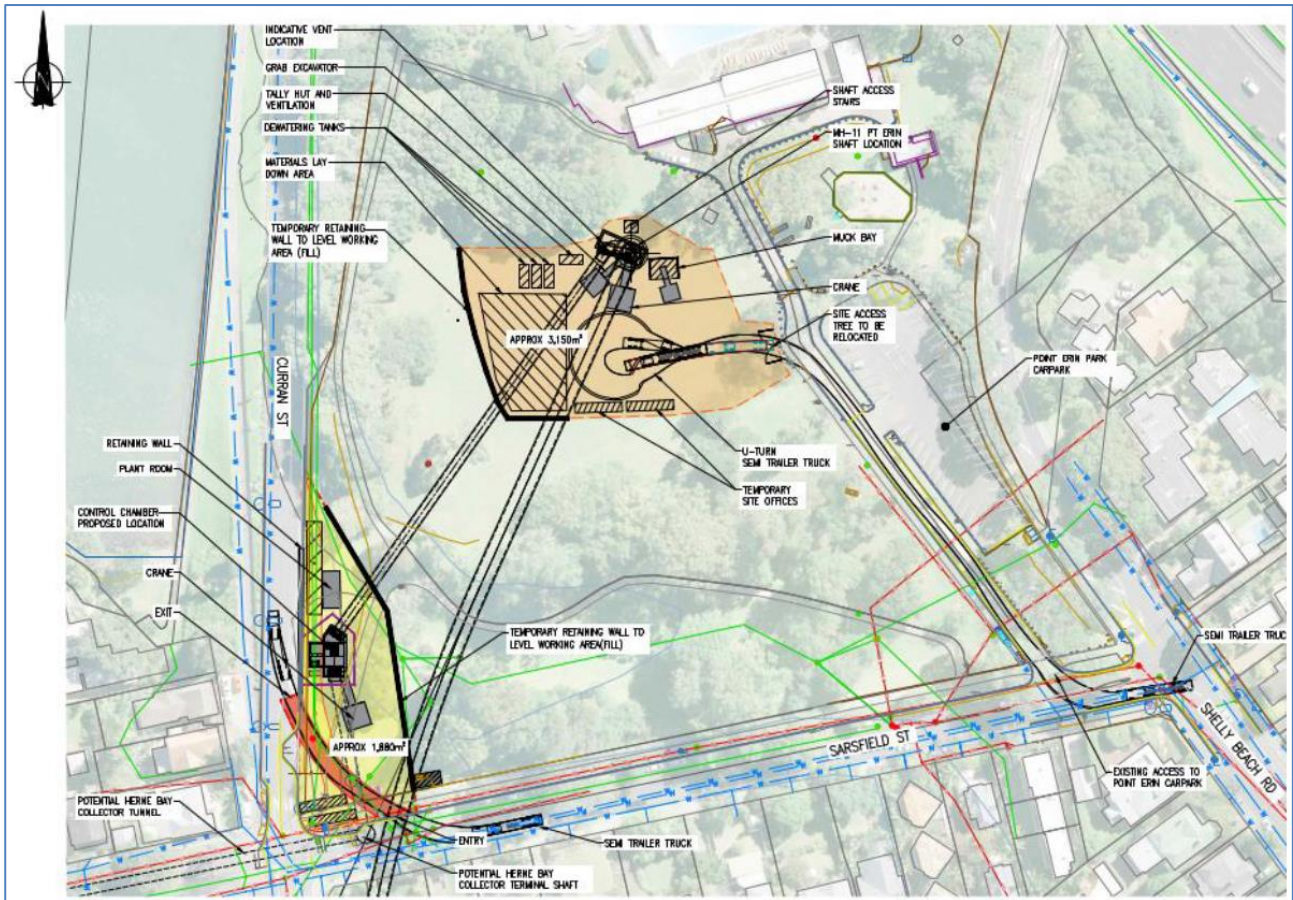 INDICATIVE VENT
LOCATION
GRAB EXCAVATOR
TALLY HUT AND
VENTILATION
DEWATERING TANKS
MATERIALS LAY
DOWN AREA
TEMPORARY RETAINING
WALL TO LEVEL WORKING
AREA (FILL)
SHAFT ACCESS
STAIRS
MH-11 PT ERIN
SHAFT LOCATION
MUCK BAY
CRANE
SITE ACCESS
TREE TO BE
RELOCATED
APPROX 3,150m²
POINT ERIN PARK
CARPARK
U-TURN
SEMI TRAILER TRUCK
TEMPORARY
SITE OFFICES
CURRAN ST
RETAINING WALL
PLANT ROOM
CONTROL CHAMBER
PROPOSED LOCATION
CRANE
EXIT
TEMPORARY RETAINING WALL TO
LEVEL WORKING AREA(FILL)
APPROX 1,880m²
SEMI TRAILER TRUC
SARSFIELD ST
SHELLY BEACH RD
EXISTING ACCESS TO
POINT ERIN CARPARK
POTENTIAL HERNE BAY
COLLECTOR TUNNEL
ENTRY
SEMI TRAILER TRUCK
POTENTIAL HERNE BAY
COLLECTOR TERMINAL SHAFT